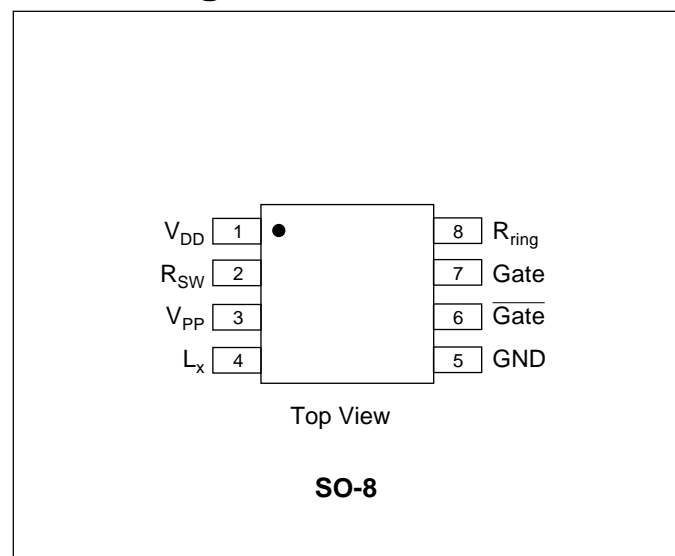 V_DD 1 8 R_ring
R_SW 2 7 Gate
V_PP 3 6 G̅a̅t̅e̅
L_x 4 5 GND
Top View
SO-8